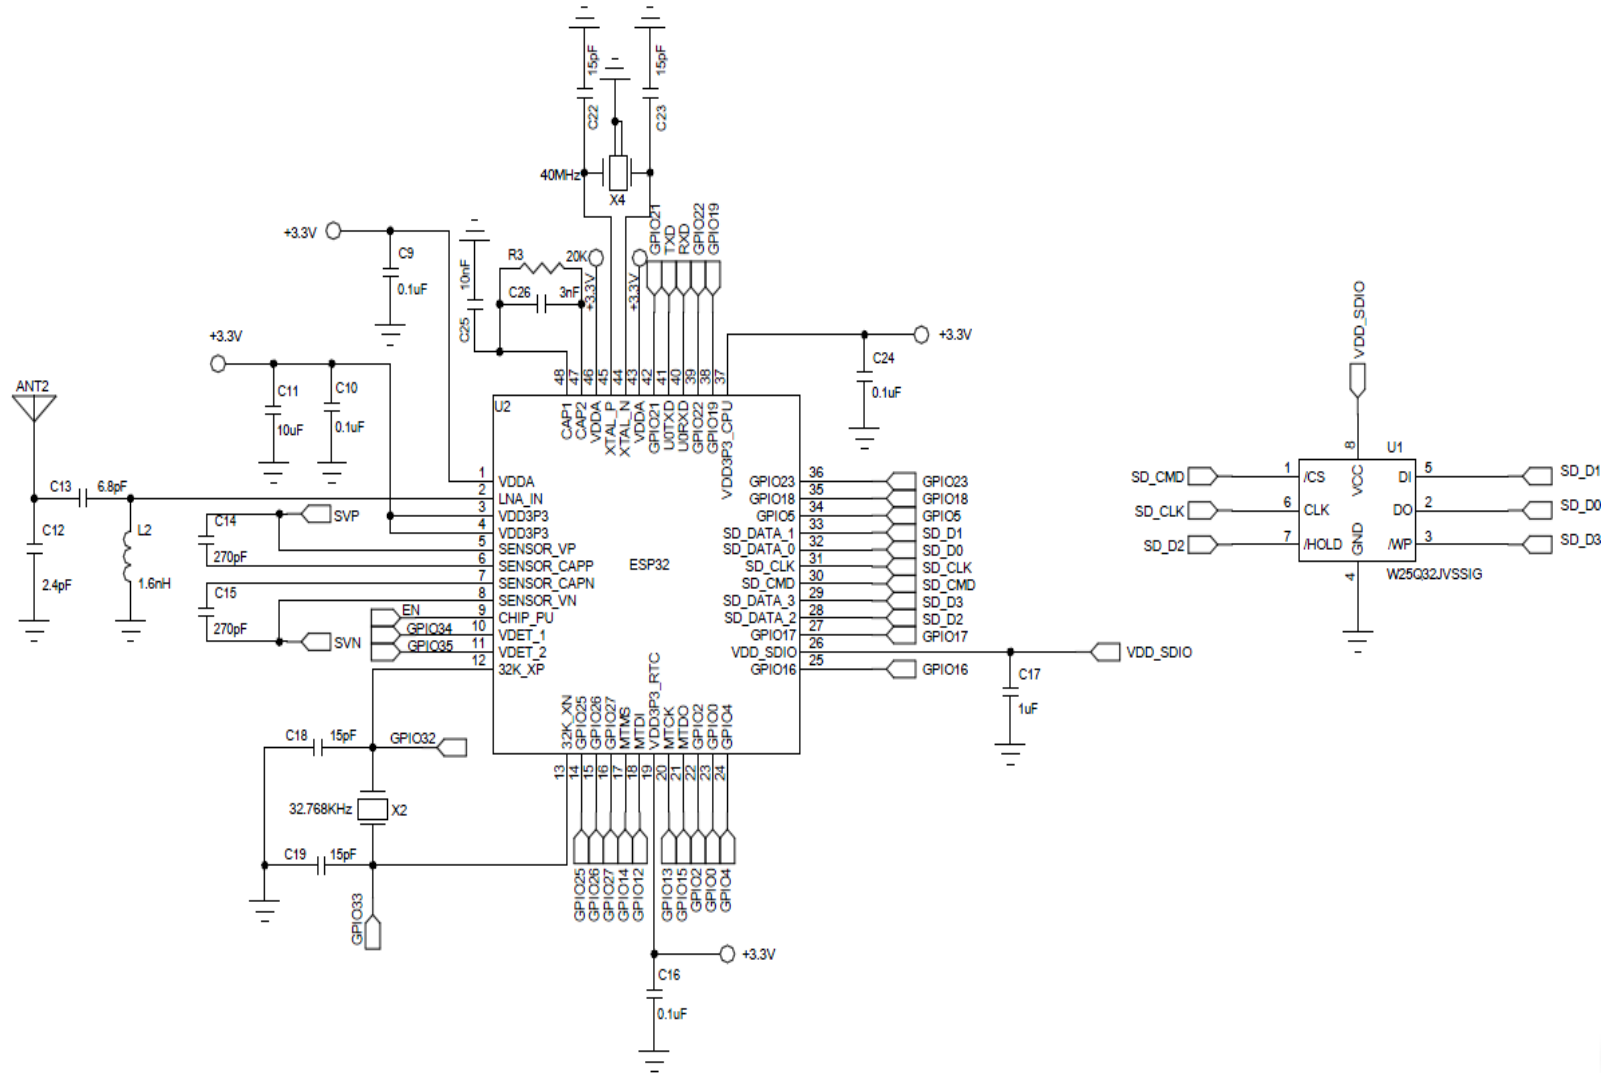 15pF
15pF
C22
C23
40MHz
X4
+3.3V
C9
0.1uF
10nF
C25
R3
20K
C26
3nF
+3.3V
+3.3V
GPIO21
TXD
RXD
GPIO22
GPIO19
+3.3V
C24
0.1uF
VDD_SDIO
+3.3V
C11
10uF
C10
0.1uF
ANT2
48
47
46
45
44
43
42
41
40
39
38
37
U2
CAP1
CAP2
VDDA
XTAL_P
XTAL_N
VDDA
GPIO21
U0TXD
U0RXD
GPIO22
GPIO19
VDD3P3_CPU
C13 6.8pF
C12
2.4pF
L2
1.6nH
C14
270pF
SVP
C15
270pF
SVN
EN
GPIO34
GPIO35
1 VDDA
2 LNA_IN
3 VDD3P3
4 VDD3P3
5 SENSOR_VP
6 SENSOR_CAPP
7 SENSOR_CAPN
8 SENSOR_VN
9 CHIP_PU
10 VDET_1
11 VDET_2
12 32K_XP
ESP32
GPIO23 36 GPIO23
GPIO18 35 GPIO18
GPIO5 34 GPIO5
SD_DATA_1 33 SD_D1
SD_DATA_0 32 SD_D0
SD_CLK 31 SD_CLK
SD_CMD 30 SD_CMD
SD_DATA_3 29 SD_D3
SD_DATA_2 28 SD_D2
GPIO17 27 GPIO17
VDD_SDIO 26 VDD_SDIO
GPIO16 25 GPIO16
C17
1uF
8
U1
SD_CMD 1 /CS VCC DI 5 SD_D1
SD_CLK 6 CLK DO 2 SD_D0
SD_D2 7 /HOLD GND /WP 3 SD_D3
4
W25Q32JVSSIG
32K_XN
GPIO25
GPIO26
GPIO27
MTMS
MTDI
VDD3P3_RTC
MTCK
MTDO
GPIO2
GPIO0
GPIO4
13
14
15
16
17
18
19
20
21
22
23
24
C18 15pF
GPIO32
32.768KHz X2
C19 15pF
GPIO33
GPIO25
GPIO26
GPIO27
GPIO14
GPIO12
GPIO13
GPIO15
GPIO2
GPIO0
GPIO4
+3.3V
C16
0.1uF